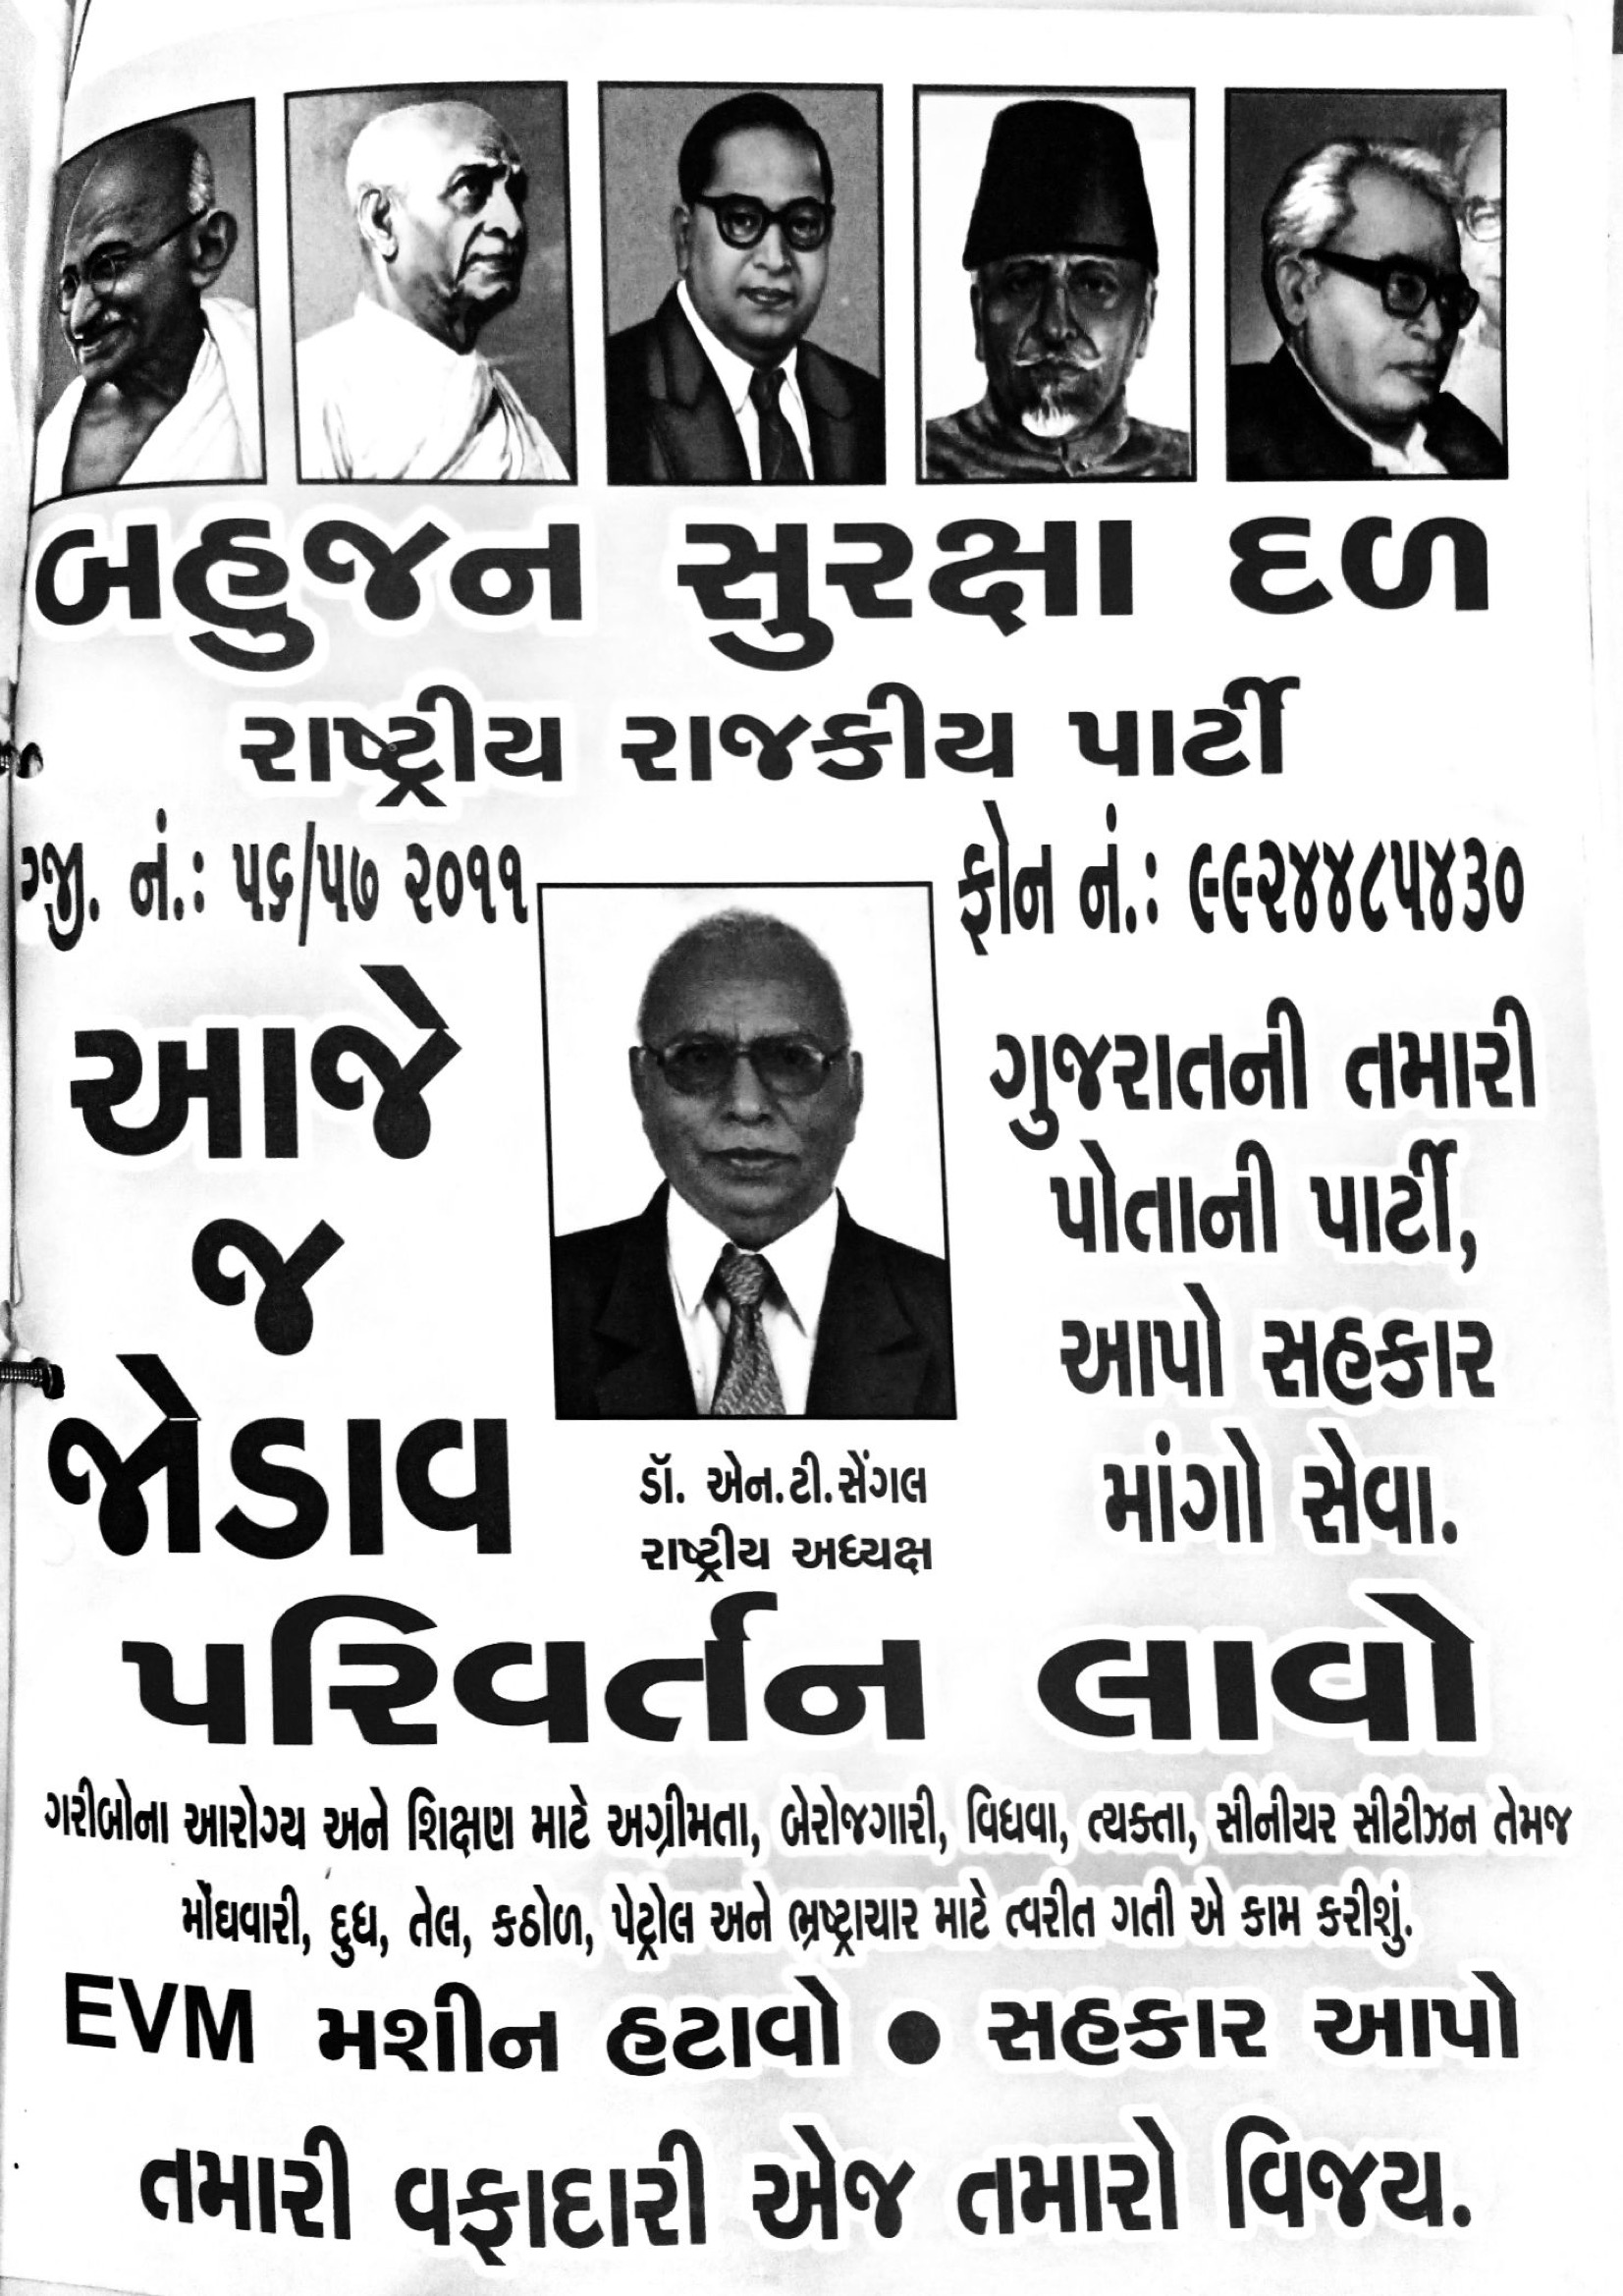 બહુજન સુરક્ષા દળ
રાષ્ટ્રીય રાજકીય પાર્ટી
નં.: ૫૬/૫૭ ૨૦૧૧
ફોન નં.: ૯૯૨૪૪૮૫૪૩૦
આજે
જ
જોડાવ
ગુજરાતની તમારી
પોતાની પાર્ટી,
આપો સહકાર
માંગો સેવા.
ડૉ. એન.ટી.સેંગલ
રાષ્ટ્રીય અધ્યક્ષ
પરિવર્તન લાવો
ગરીબોના આરોગ્ય અને શિક્ષણ માટે અગ્રીમતા, બેરોજગારી, વિધવા, ત્યક્તા, સીનીયર સીટીઝન તેમજ
મોંઘવારી, દુધ, તેલ, કઠોળ, પેટ્રોલ અને ભ્રષ્ટ્રાચાર માટે ત્વરીત ગતી એ કામ કરીશું.
EVM મશીન હટાવો ● સહકાર આપો
તમારી વફાદારી એજ તમારો વિજય.